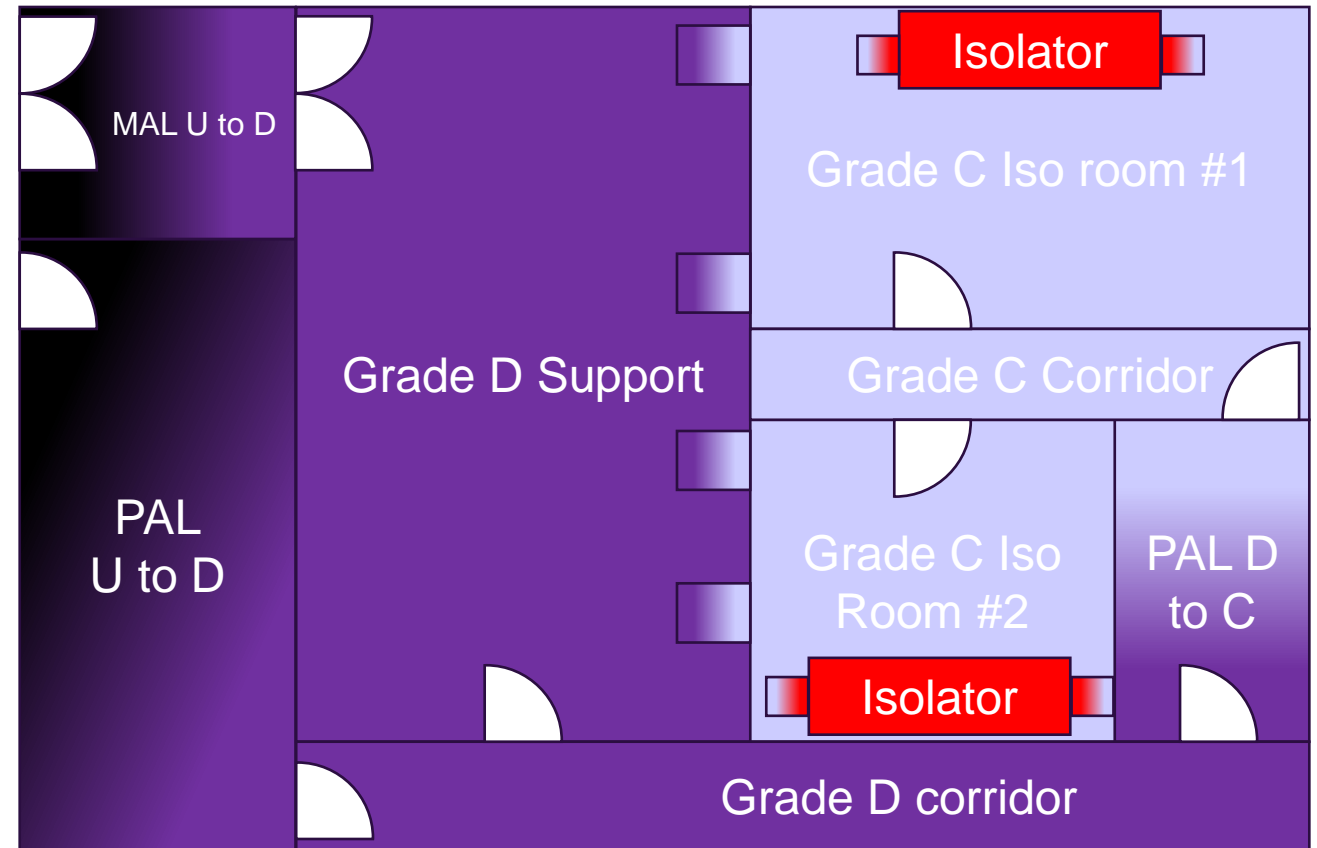 Isolator
MAL U to D
Grade C Iso room #1
Grade D Support
Grade C Corridor
PAL
U to D
Grade C Iso
Room #2
PAL D
to C
Isolator
Grade D corridor